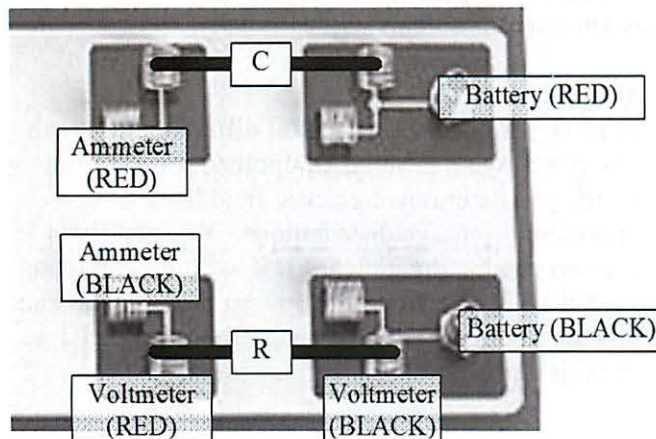 C
Battery (RED)
Ammeter
(RED)
Ammeter
(BLACK)
Battery (BLACK)
R
Voltmeter
(RED)
Voltmeter
(BLACK)